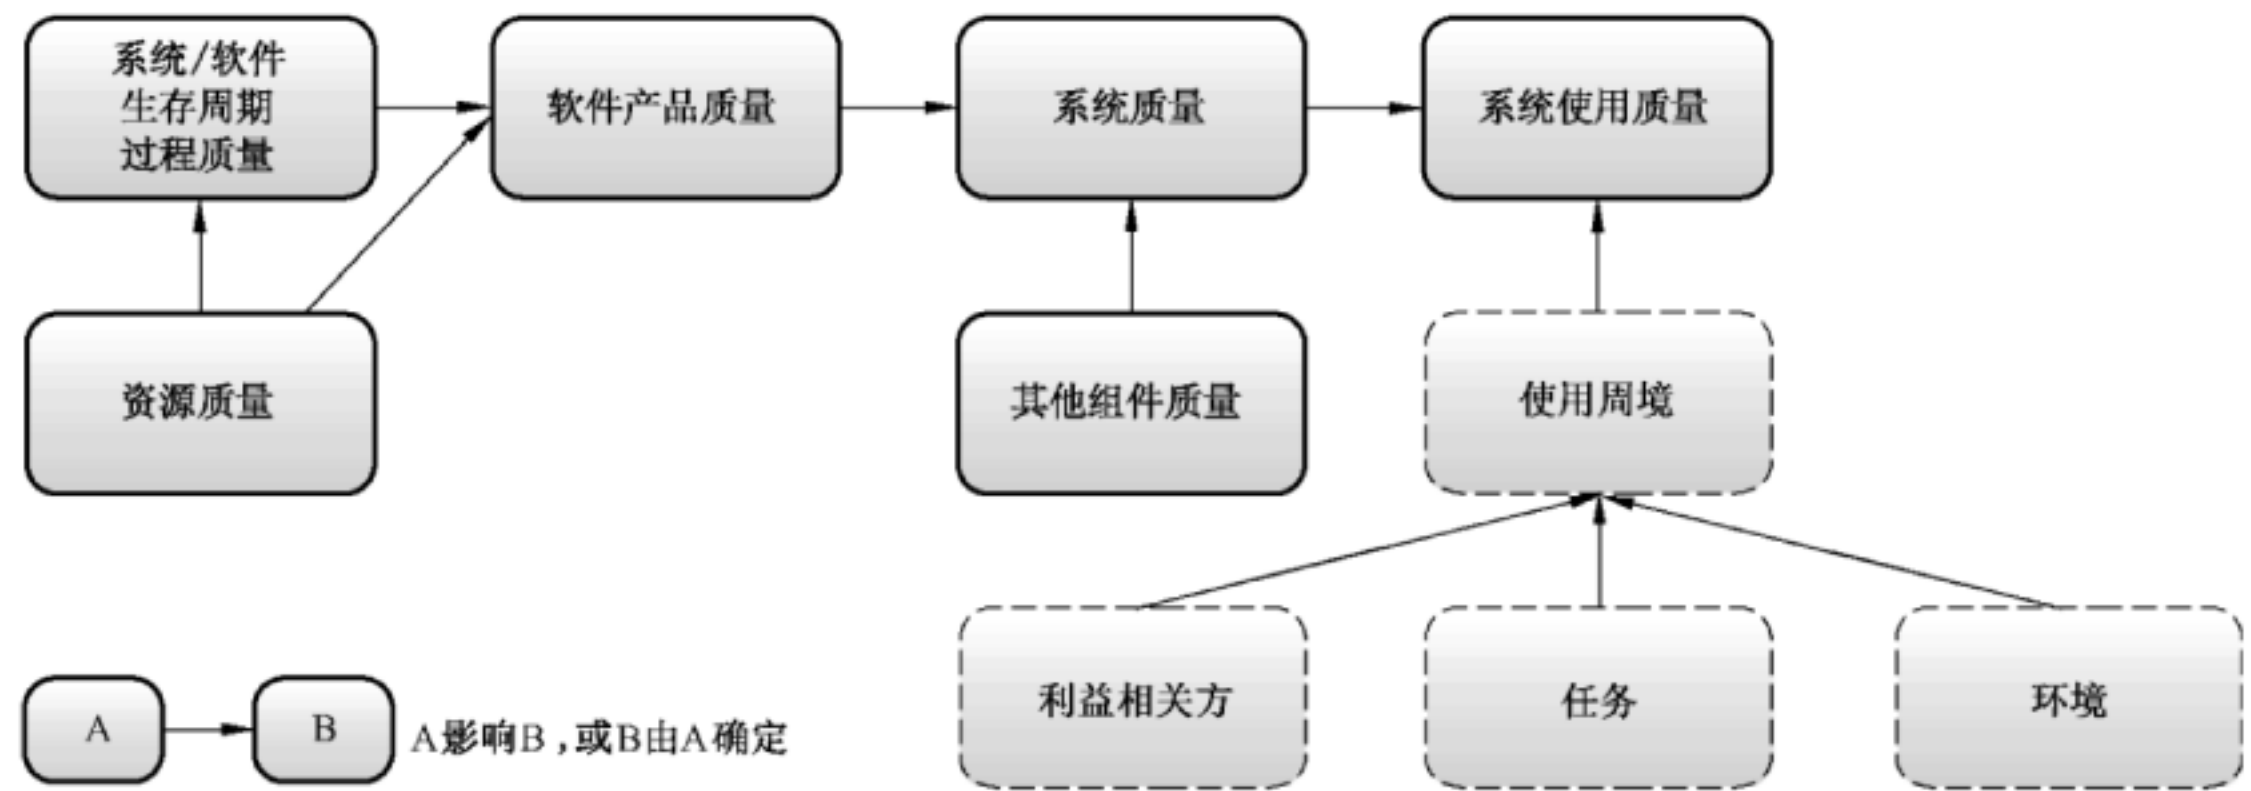 系统/软件
生存周期
过程质量
软件产品质量
系统质量
系统使用质量
资源质量
其他组件质量
使用周境
利益相关方
任务
环境
A
B
A影响B,或B由A确定